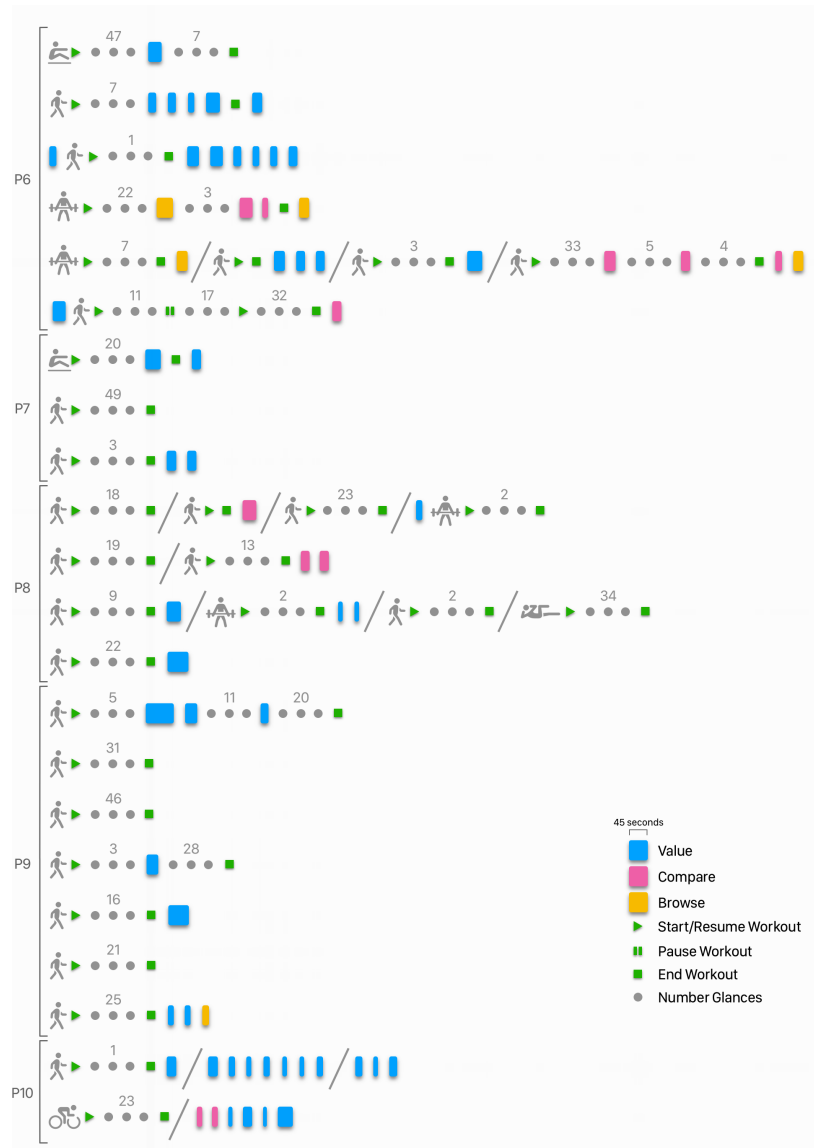 47 7
7
1
P6
22 3
7 3 33 5 4
11 17 32
20
P7
49
3
18 23 2
19 13
P8
9 2 2 34
22
5 11 20
31
46
P9
3 28
16
21
25
45 seconds
Value
Compare
Browse
Start/Resume Workout
Pause Workout
End Workout
Number Glances
1
P10
23